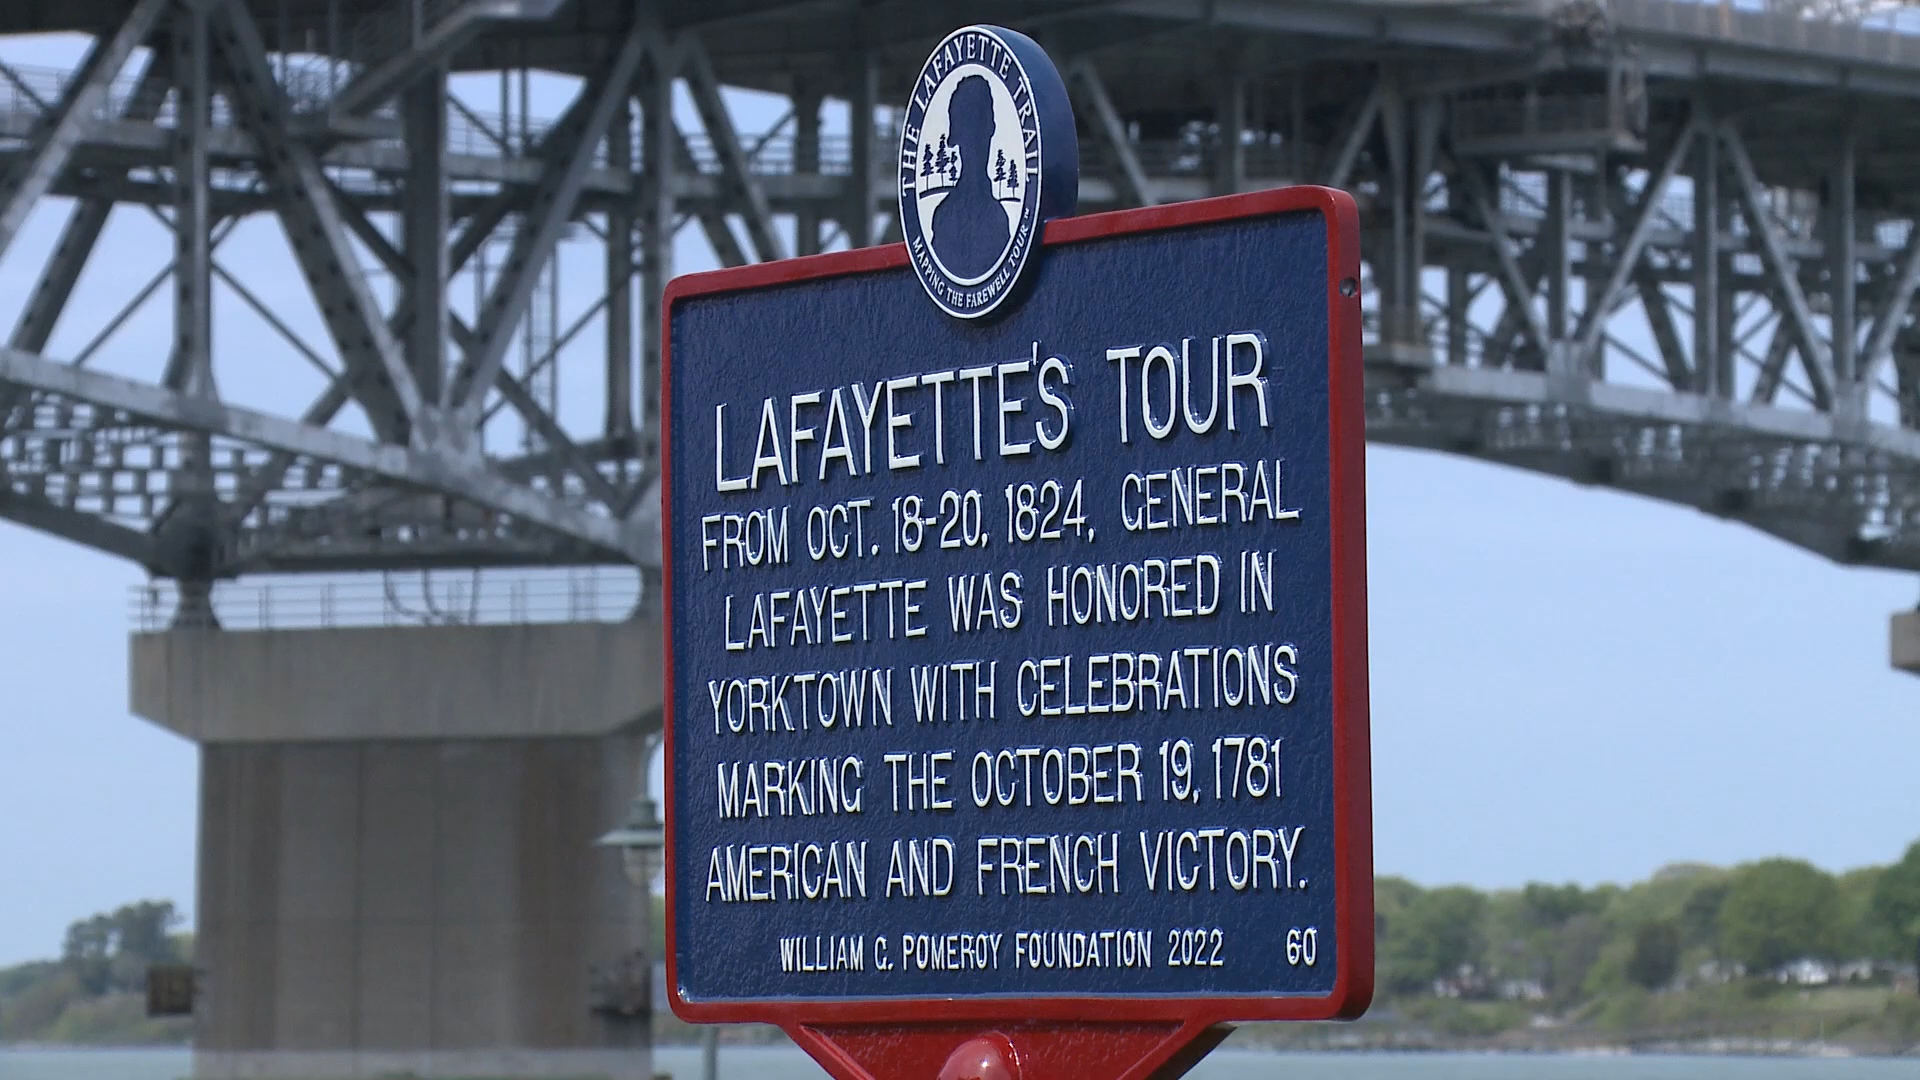 THE LAFAYETTE TRAIL
MAPPING THE FAREWELL TOUR ™
LAFAYETTE'S TOUR
FROM OCT. 18-20, 1824, GENERAL
LAFAYETTE WAS HONORED IN
YORKTOWN WITH CELEBRATIONS
MARKING THE OCTOBER 19, 1781
AMERICAN AND FRENCH VICTORY.
WILLIAM G. POMEROY FOUNDATION 2022 60